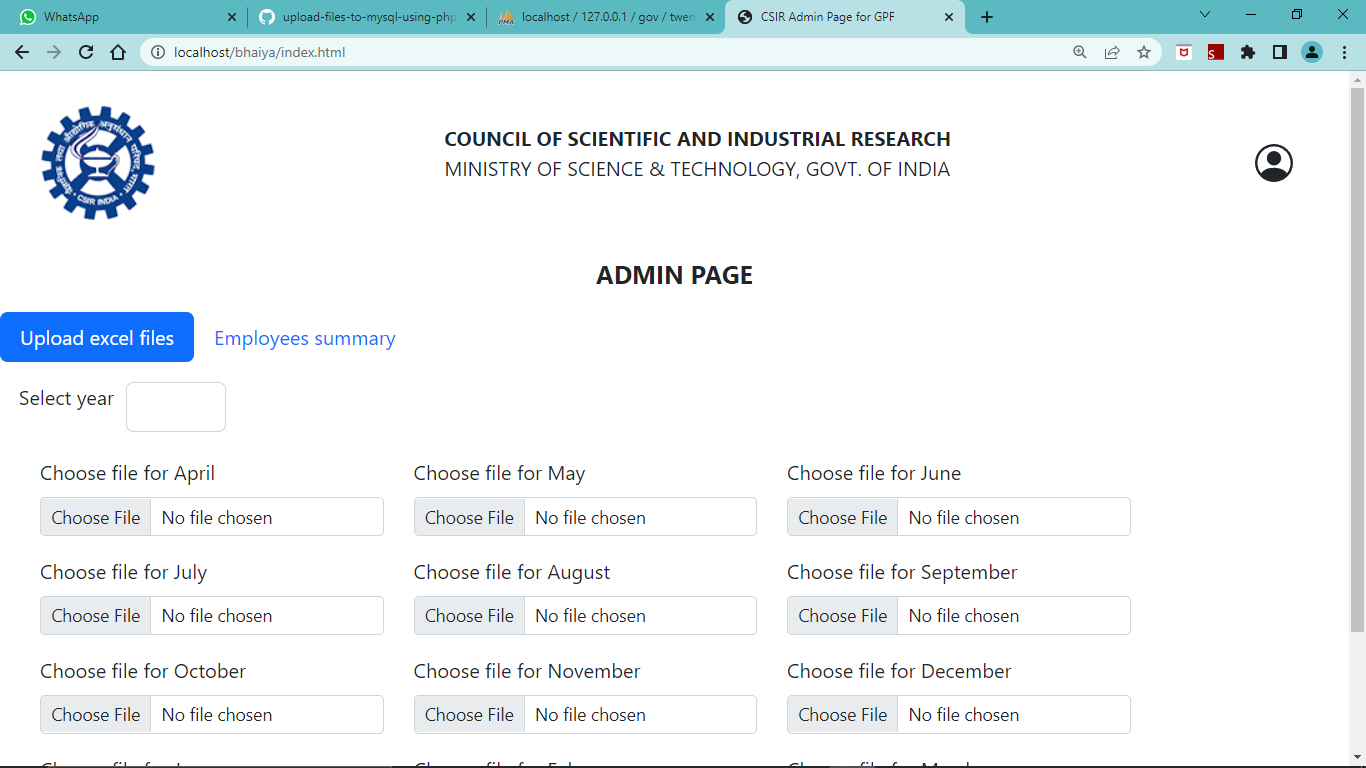 WhatsApp
upload-files-to-mysql-using-php
localhost / 127.0.0.1 / gov / twen
CSIR Admin Page for GPF
localhost/bhaiya/index.html
CSIR INDIA
COUNCIL OF SCIENTIFIC AND INDUSTRIAL RESEARCH
MINISTRY OF SCIENCE & TECHNOLOGY, GOVT. OF INDIA
ADMIN PAGE
Upload excel files Employees summary
Select year
Choose file for April Choose file for May Choose file for June
Choose File No file chosen Choose File No file chosen Choose File No file chosen
Choose file for July Choose file for August Choose file for September
Choose File No file chosen Choose File No file chosen Choose File No file chosen
Choose file for October Choose file for November Choose file for December
Choose File No file chosen Choose File No file chosen Choose File No file chosen